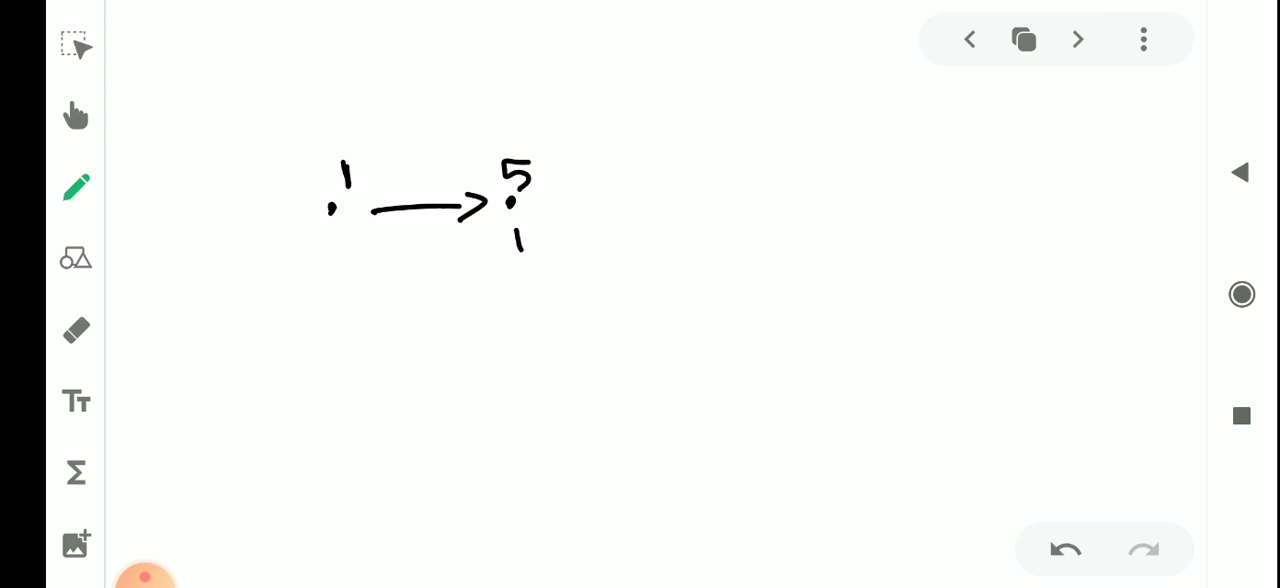 . 1 → 5
.
1